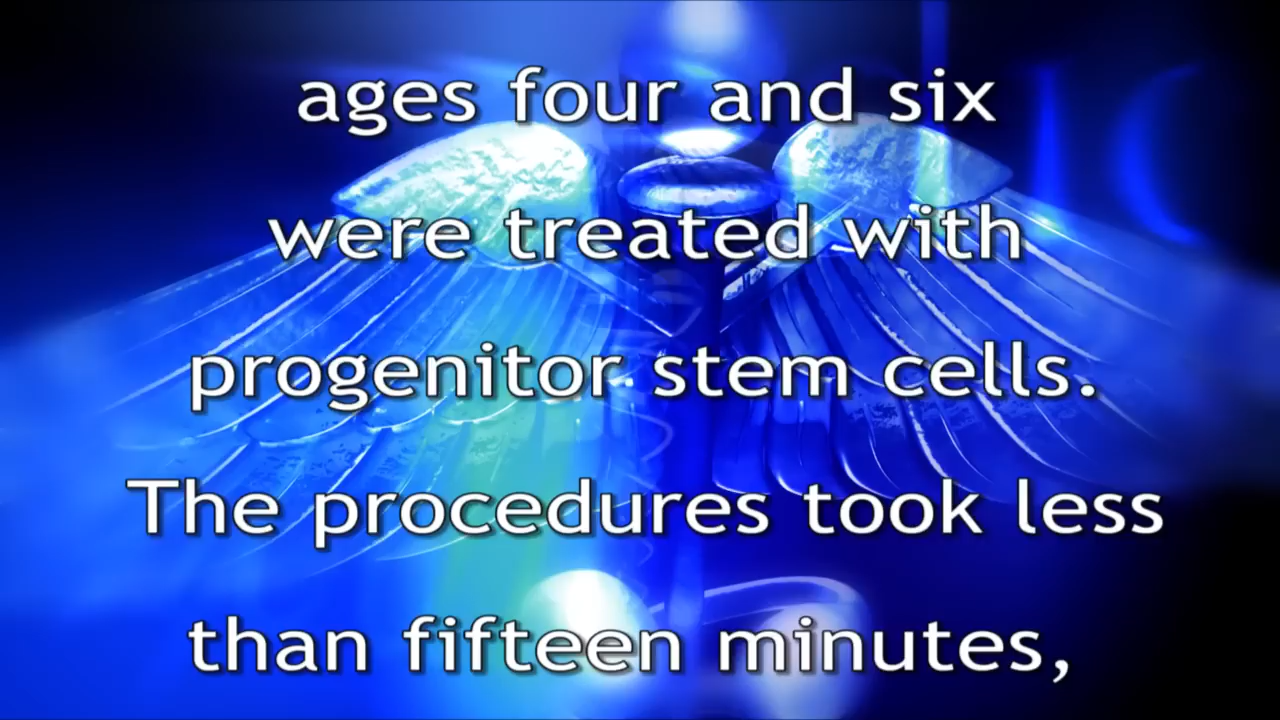 ages four and six
were treated with
progenitor stem cells.
The procedures took less
than fifteen minutes,